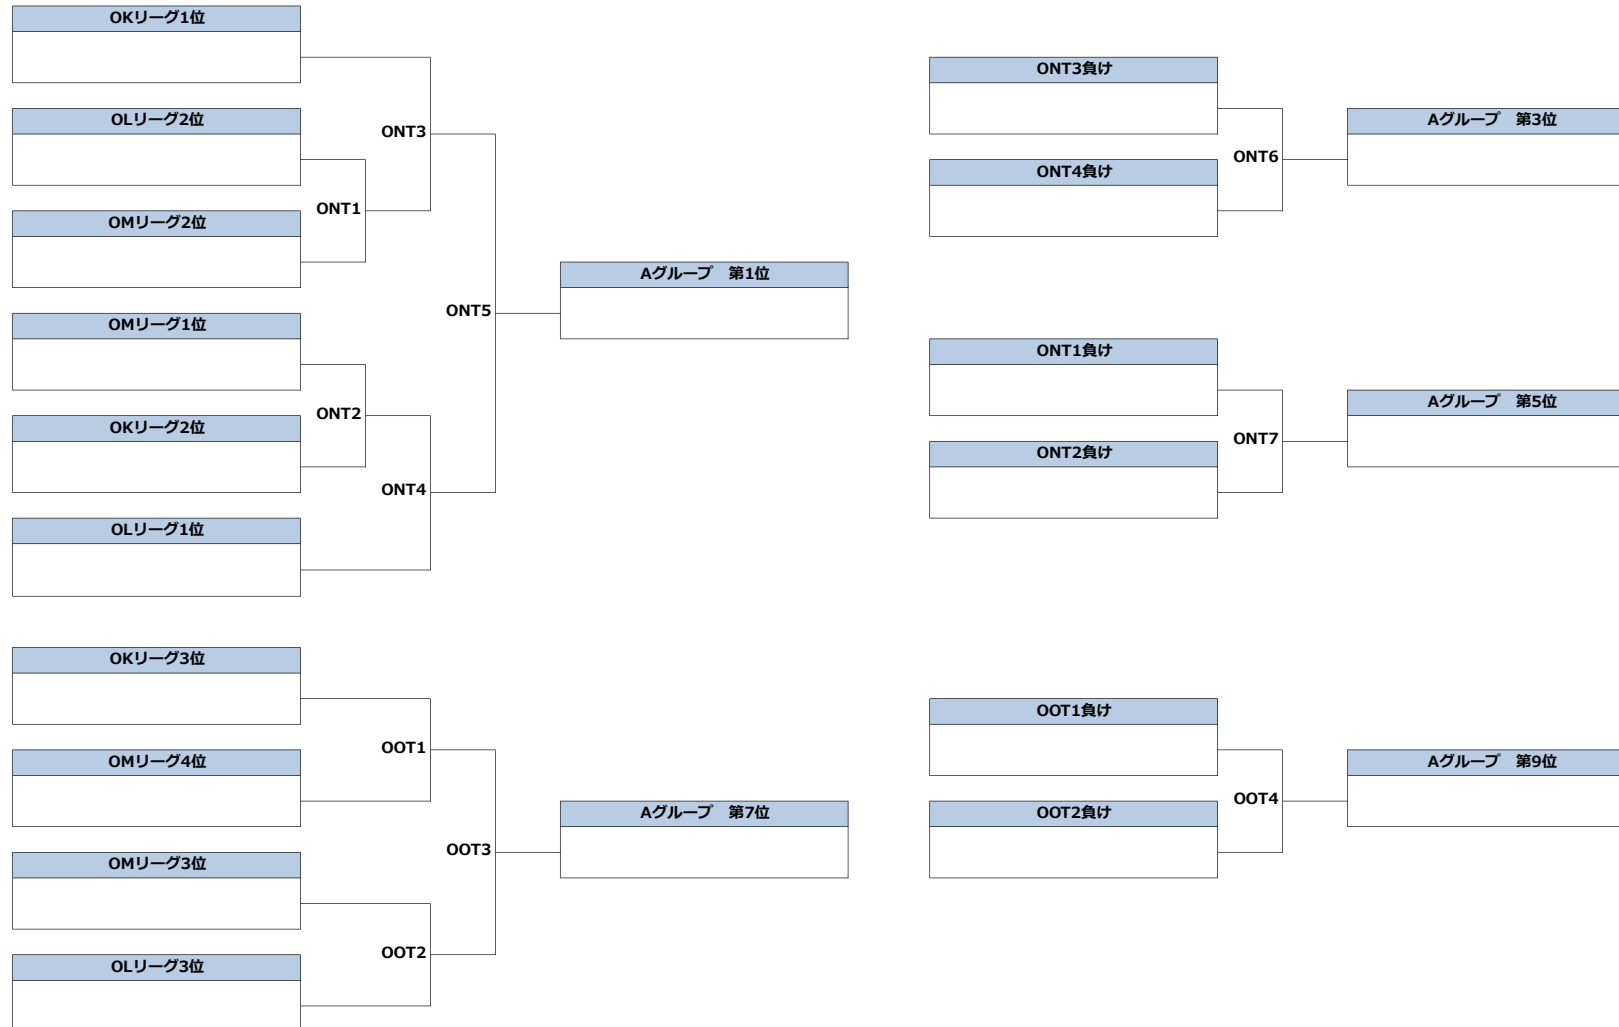 OKリーグ1位
OLリーグ2位
ONT3
ONT1
OMリーグ2位
Aグループ　第1位
OMリーグ1位
ONT5
ONT2
OKリーグ2位
ONT4
OLリーグ1位
ONT3負け
Aグループ　第3位
ONT6
ONT4負け
ONT1負け
Aグループ　第5位
ONT7
ONT2負け
OKリーグ3位
OOT1
OMリーグ4位
Aグループ　第7位
OOT3
OMリーグ3位
OOT2
OLリーグ3位
OOT1負け
Aグループ　第9位
OOT4
OOT2負け